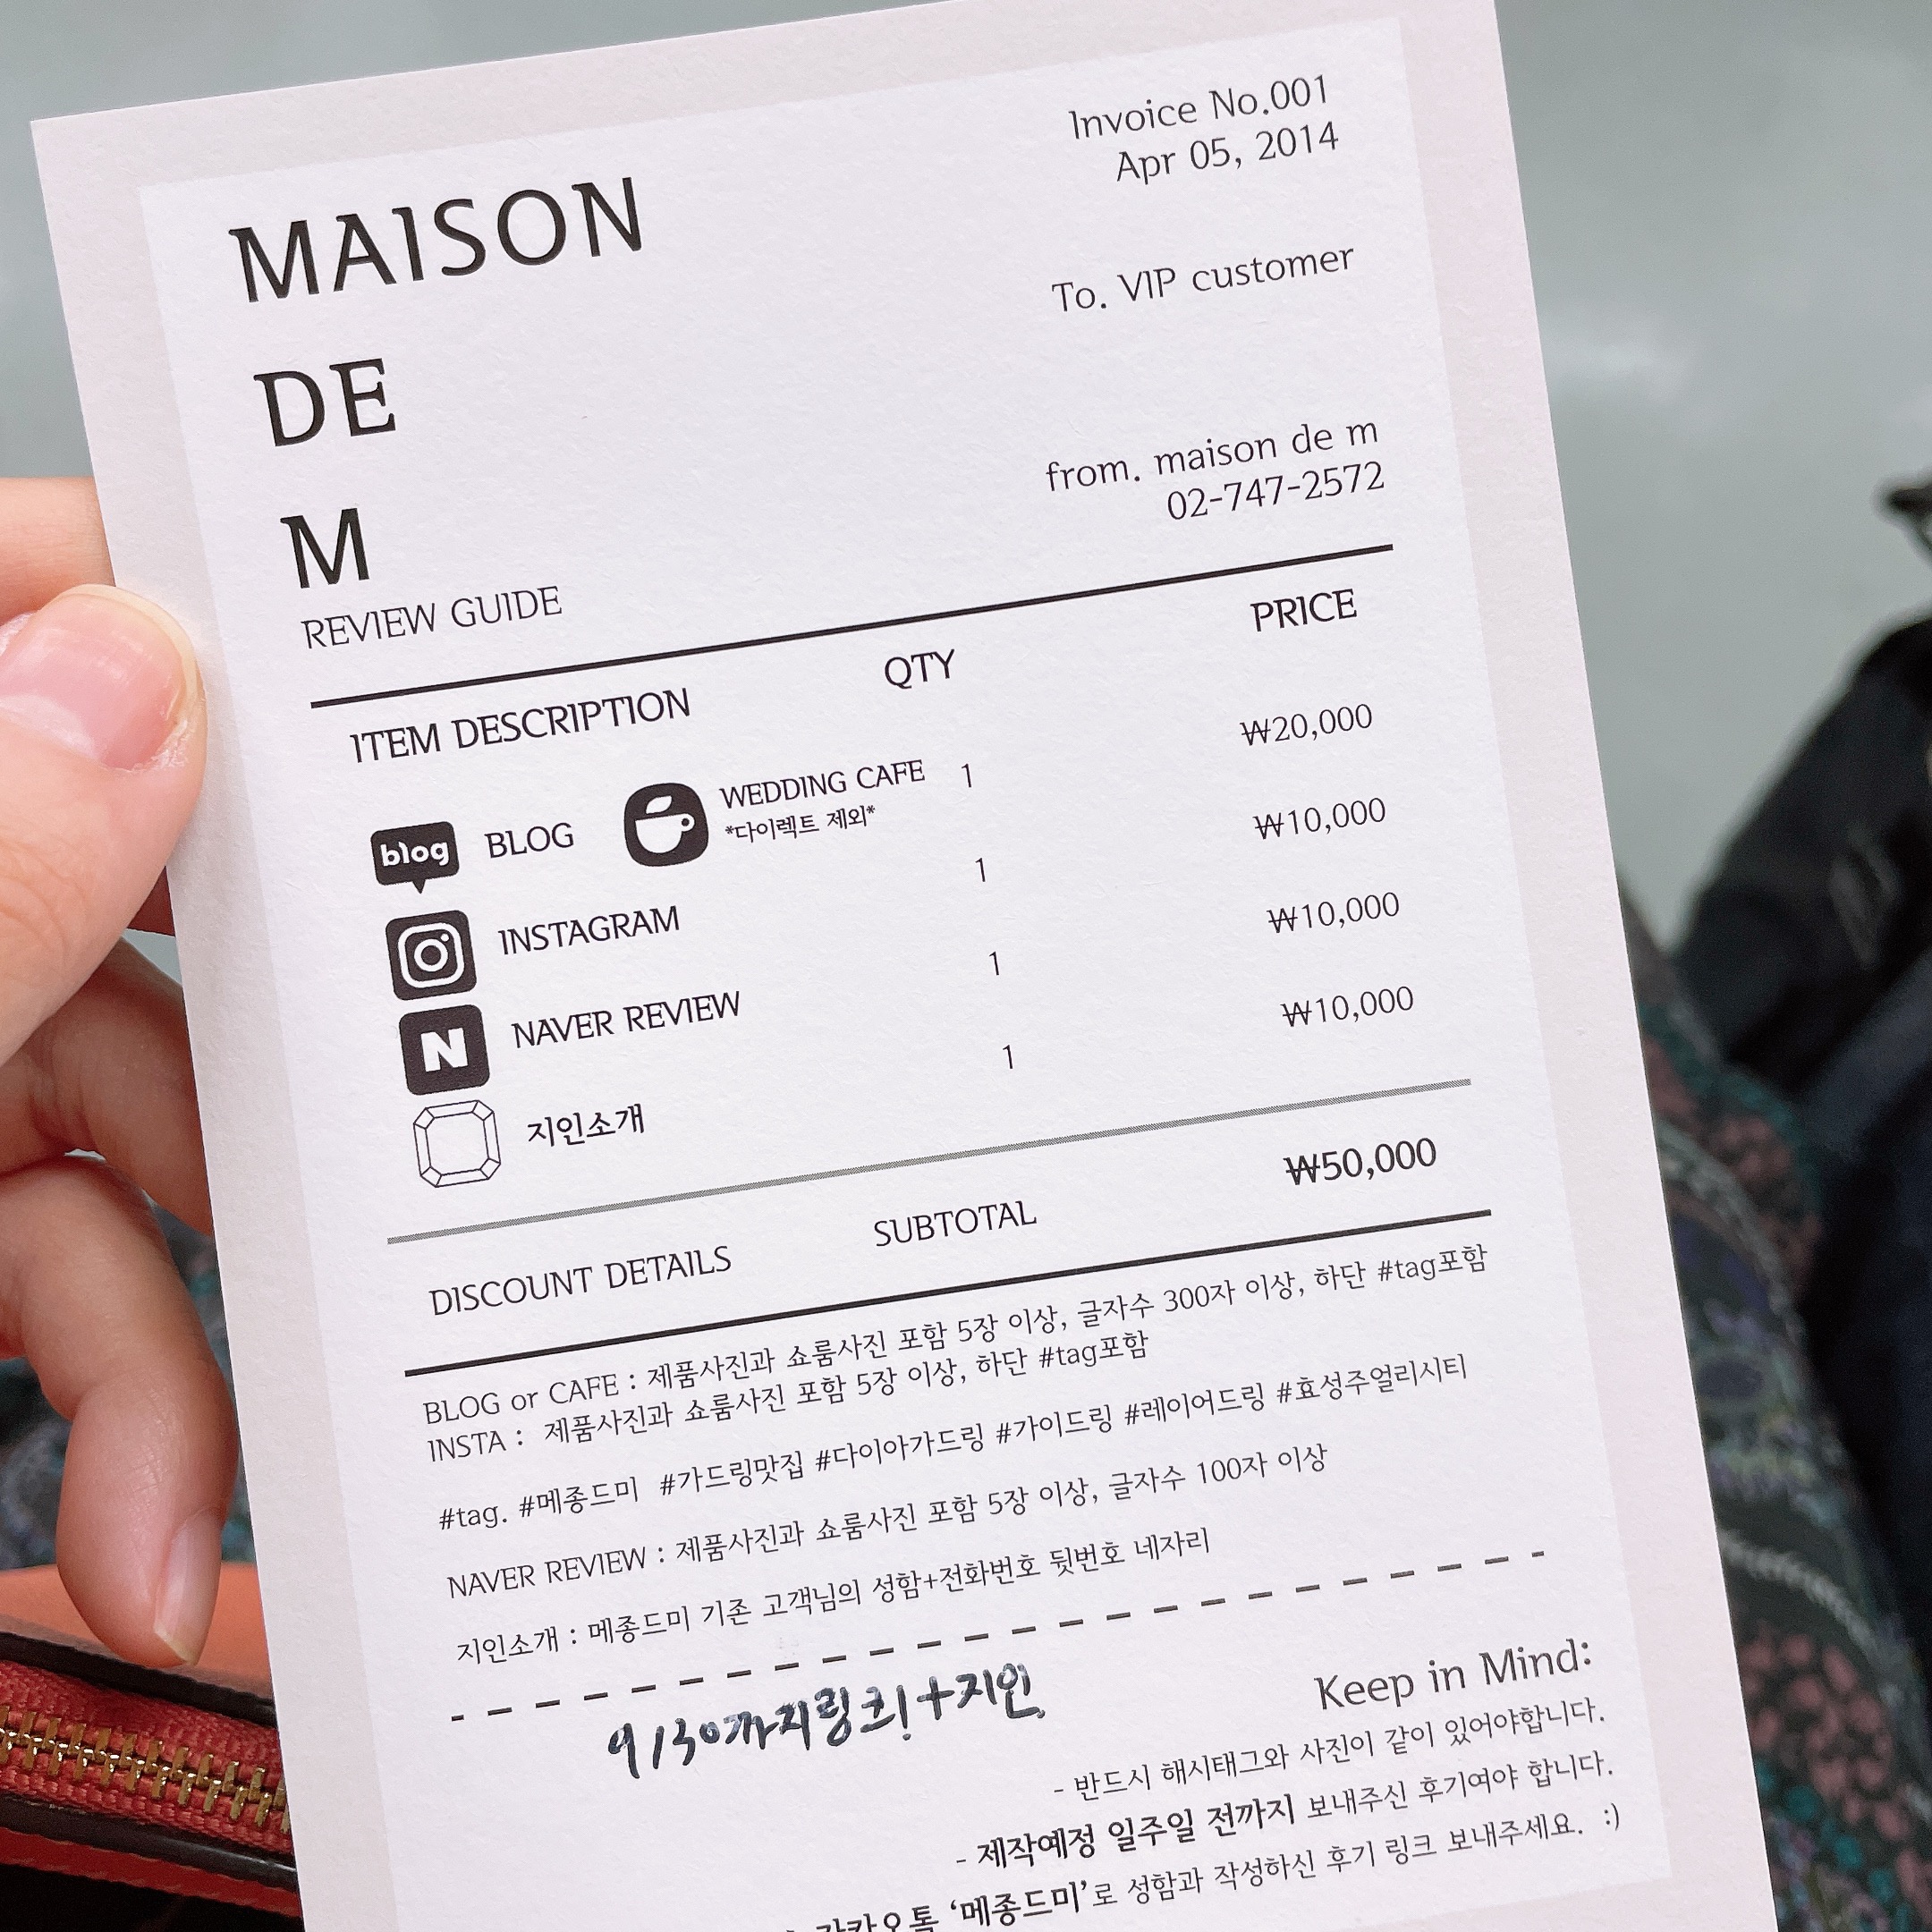 Invoice No.001
Apr 05, 2014
MAISON
DE
M
To. VIP customer
from. maison de m
02-747-2572
REVIEW GUIDE
ITEM DESCRIPTION QTY PRICE
blog BLOG WEDDING CAFE 1 ₩20,000
*다이렉트 제외*
INSTAGRAM 1 ₩10,000
N NAVER REVIEW 1 ₩10,000
지인소개 1 ₩10,000
DISCOUNT DETAILS SUBTOTAL ₩50,000
BLOG or CAFE : 제품사진과 쇼룸사진 포함 5장 이상, 글자수 300자 이상, 하단 #tag포함
INSTA : 제품사진과 쇼룸사진 포함 5장 이상, 하단 #tag포함
#tag. #메종드미 #가드링맛집 #다이아가드링 #가이드링 #레이어드링 #효성주얼리시티
NAVER REVIEW : 제품사진과 쇼룸사진 포함 5장 이상, 글자수 100자 이상
지인소개 : 메종드미 기존 고객님의 성함+전화번호 뒷번호 네자리
9/30까지링크!+지인
Keep in Mind:
- 반드시 해시태그와 사진이 같이 있어야합니다.
- 제작예정 일주일 전까지 보내주신 후기여야 합니다.
카카오톡 '메종드미'로 성함과 작성하신 후기 링크 보내주세요. :)